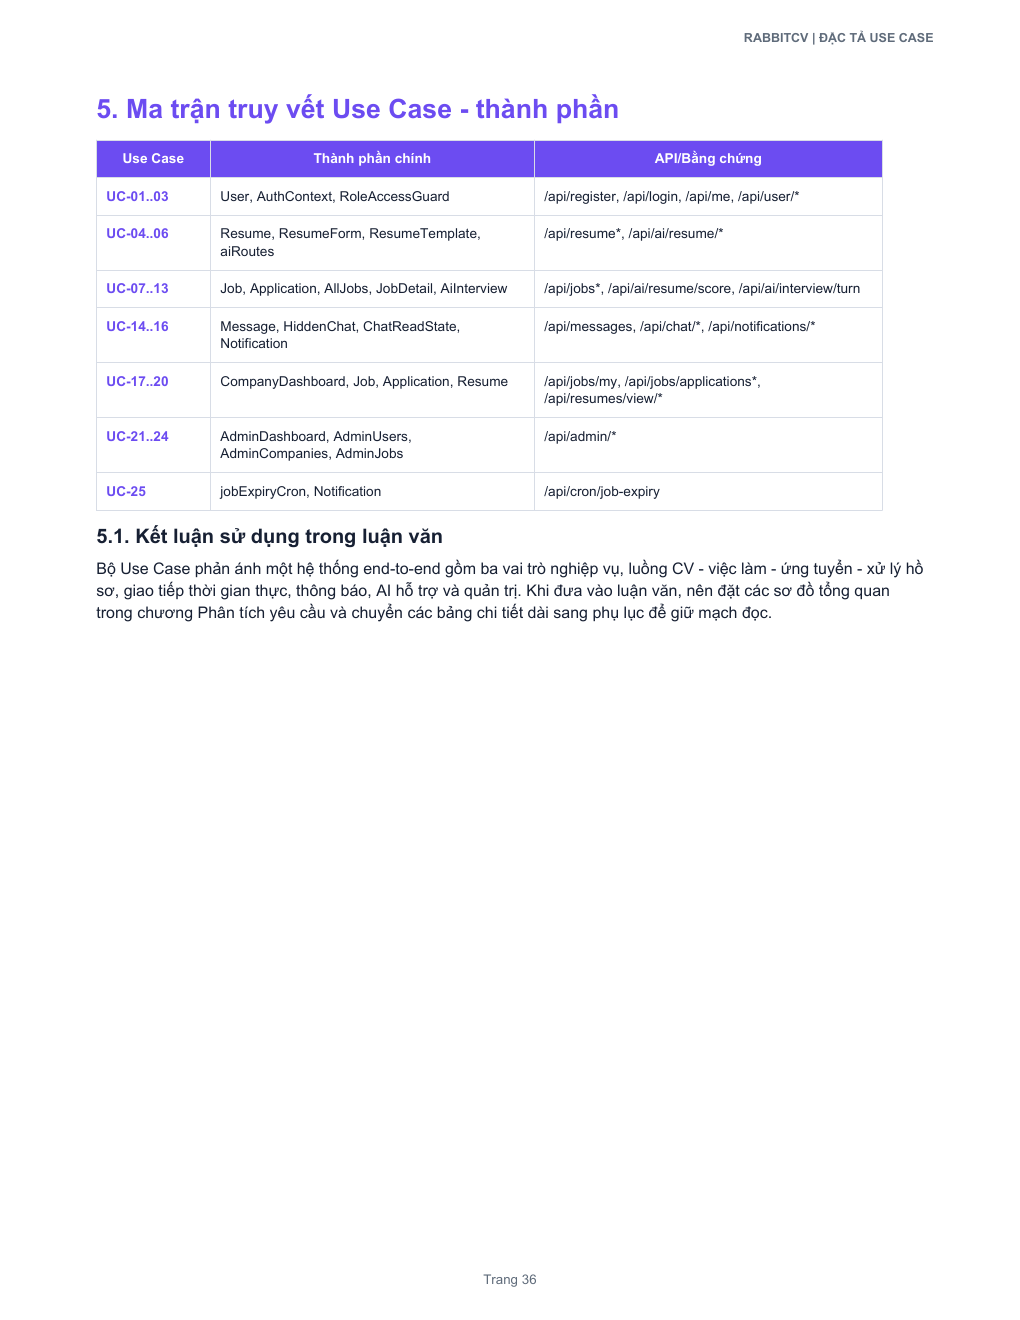 RABBITCV | ĐẶC TẢ USE CASE
5. Ma trận truy vết Use Case - thành phần
Use Case Thành phần chính API/Bằng chứng
UC-01..03 User, AuthContext, RoleAccessGuard /api/register, /api/login, /api/me, /api/user/*
UC-04..06 Resume, ResumeForm, ResumeTemplate, /api/resume*, /api/ai/resume/*
aiRoutes
UC-07..13 Job, Application, AllJobs, JobDetail, AiInterview /api/jobs*, /api/ai/resume/score, /api/ai/interview/turn
UC-14..16 Message, HiddenChat, ChatReadState, /api/messages, /api/chat/*, /api/notifications/*
Notification
UC-17..20 CompanyDashboard, Job, Application, Resume /api/jobs/my, /api/jobs/applications*,
/api/resumes/view/*
UC-21..24 AdminDashboard, AdminUsers, /api/admin/*
AdminCompanies, AdminJobs
UC-25 jobExpiryCron, Notification /api/cron/job-expiry
5.1. Kết luận sử dụng trong luận văn
Bộ Use Case phản ánh một hệ thống end-to-end gồm ba vai trò nghiệp vụ, luồng CV - việc làm - ứng tuyển - xử lý hồ
sơ, giao tiếp thời gian thực, thông báo, AI hỗ trợ và quản trị. Khi đưa vào luận văn, nên đặt các sơ đồ tổng quan
trong chương Phân tích yêu cầu và chuyển các bảng chi tiết dài sang phụ lục để giữ mạch đọc.
Trang 36